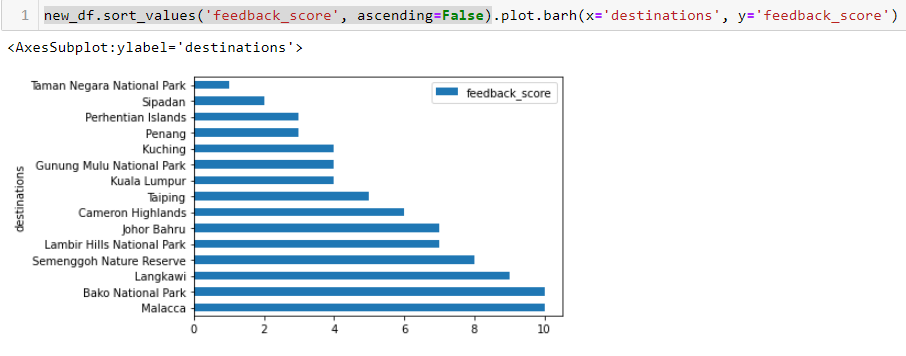 1 new_df.sort_values('feedback_score', ascending=False).plot.barh(x='destinations', y='feedback_score')
<AxesSubplot:ylabel='destinations'>
feedback_score
destinations
Taman Negara National Park
Sipadan
Perhentian Islands
Penang
Kuching
Gunung Mulu National Park
Kuala Lumpur
Taiping
Cameron Highlands
Johor Bahru
Lambir Hills National Park
Semenggoh Nature Reserve
Langkawi
Bako National Park
Malacca
0 2 4 6 8 10